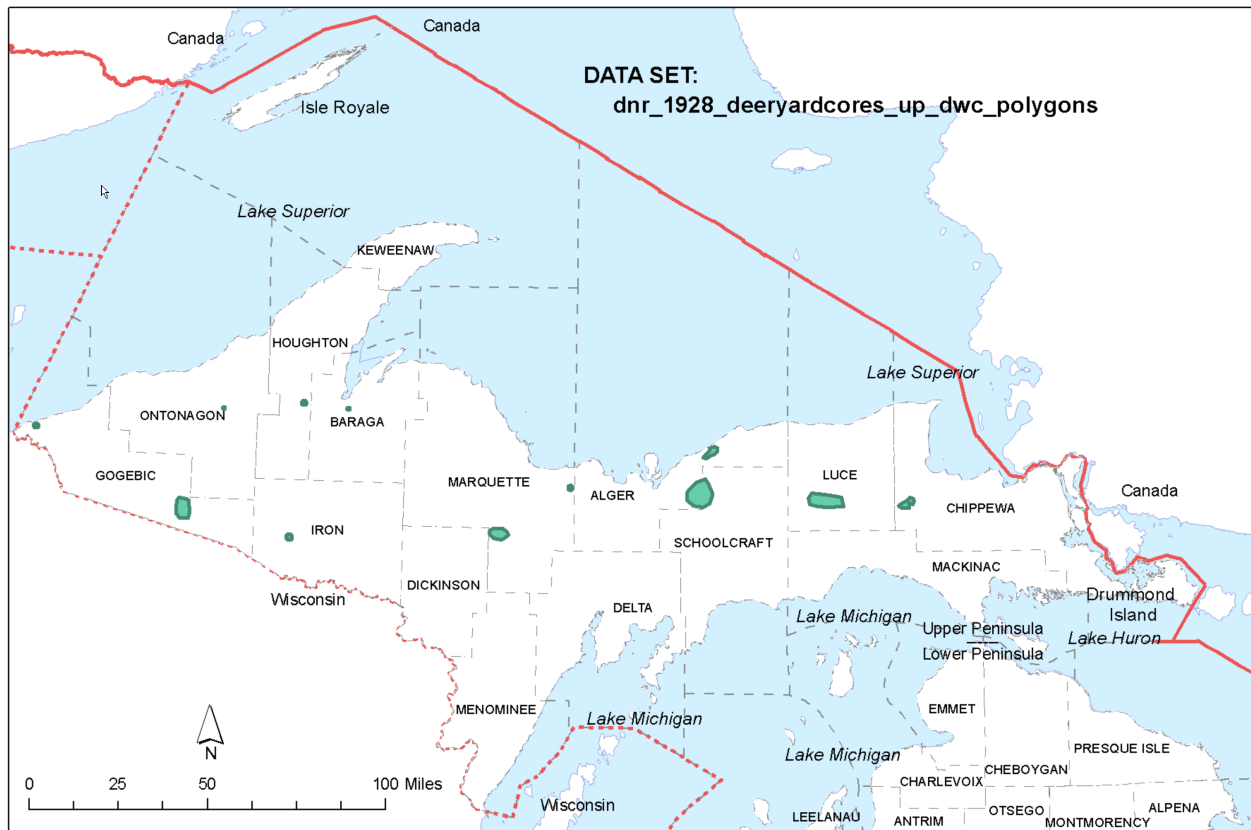 Canada
Canada
DATA SET:
dnr_1928_deeryardcores_up_dwc_polygons
Isle Royale
Lake Superior
KEWEENAW
HOUGHTON
Lake Superior
ONTONAGON
BARAGA
GOGEBIC
MARQUETTE
ALGER
LUCE
Canada
CHIPPEWA
IRON
SCHOOLCRAFT
MACKINAC
DICKINSON
Wisconsin
DELTA
Drummond
Island
Lake Michigan
Upper Peninsula
Lake Huron
Lower Peninsula
MENOMINEE
Lake Michigan
EMMET
N
Lake Michigan
PRESQUE ISLE
CHEBOYGAN
CHARLEVOIX
0 25 50 100 Miles
Wisconsin
LEELANAU
ANTRIM
OTSEGO
MONTMORENCY
ALPENA